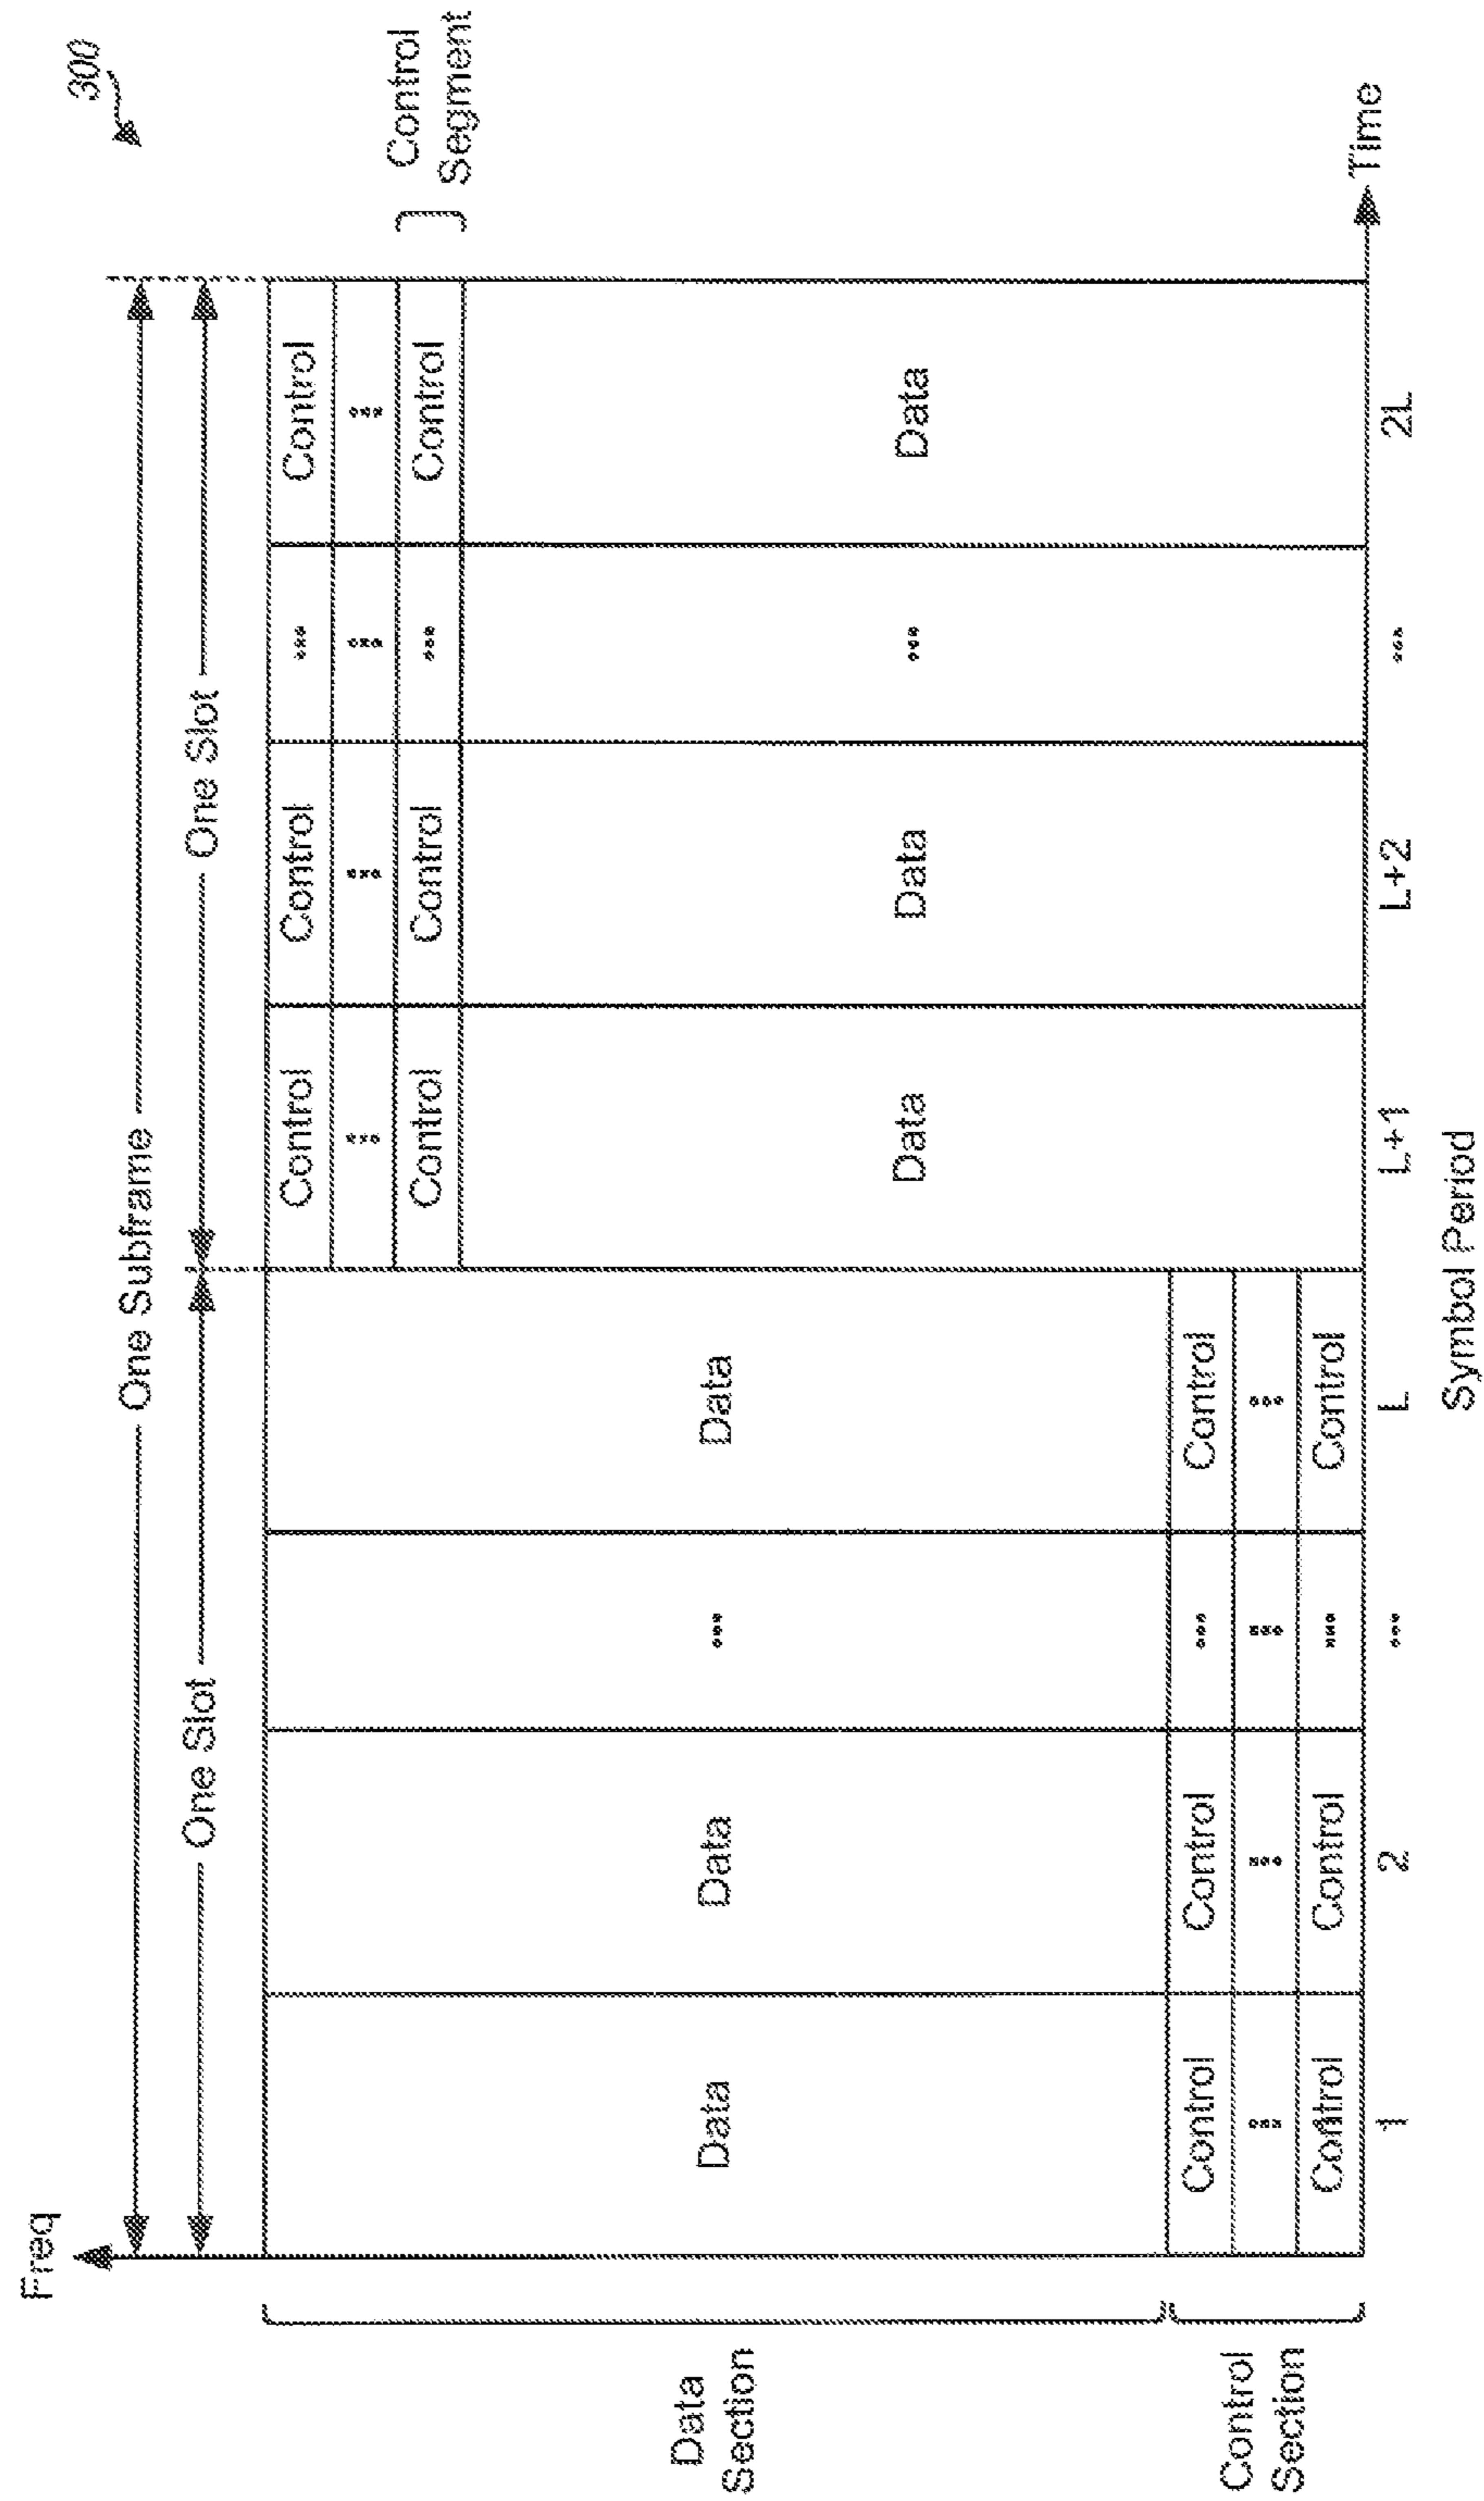 300
Freq
One Subframe
One Slot One Slot
Control
Segment
Data
Section
Control
Section
Control Control ... Control
... ... ... ...
Control Control ... Control
Data Data ... Data
Data Data ... Data
Control Control ... Control
... ... ... ...
Control Control ... Control
1 2 ... L L+1 L+2 ... 2L
Time
Symbol Period